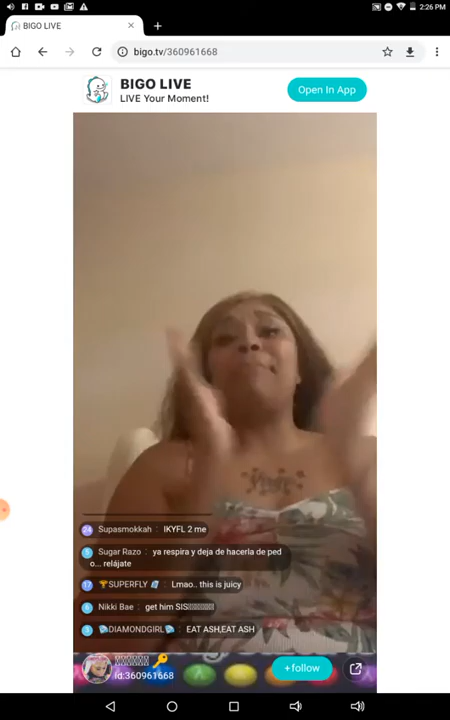 2:26 PM
BIGO LIVE
bigo.tv/360961668
BIGO LIVE
LIVE Your Moment!
Open In App
24 Supasmokkah : IKYFL 2 me
5 Sugar Razo : ya respira y deja de hacerla de ped
o... relájate
17 SUPERFLY : Lmao.. this is juicy
6 Nikki Bae : get him SIS
3 DIAMONDGIRL : EAT ASH,EAT ASH
id:360961668
+follow